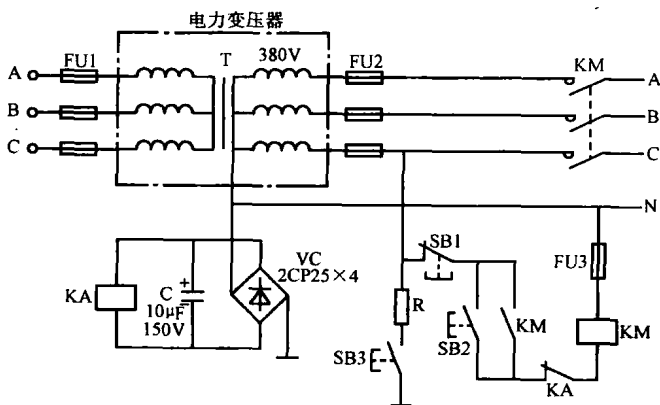 电力变压器
FU1 T 380V FU2 KM
A A
B B
C C
N
VC
2CP25×4
KA
C
+
10μF
150V
SB1
FU3
R
KM
SB2
KM
SB3
KA